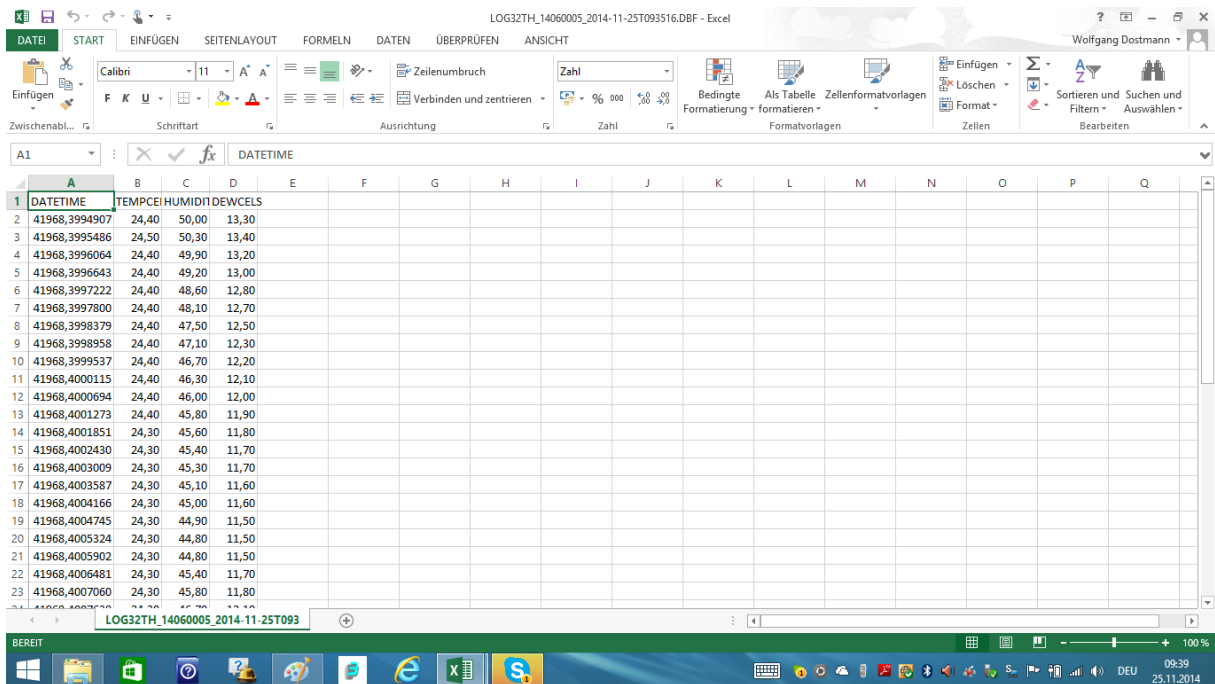 LOG32TH_14060005_2014-11-25T093516.DBF - Excel
DATEI START EINFÜGEN SEITENLAYOUT FORMELN DATEN ÜBERPRÜFEN ANSICHT Wolfgang Dostmann
Einfügen
Calibri 11
F K U
Zeilenumbruch
Verbinden und zentrieren
Zahl
% 000
Bedingte Formatierung
Als Tabelle formatieren
Zellenformatvorlagen
Einfügen
Löschen
Format
Sortieren und Filtern
Suchen und Auswählen
Zwischenabl... Schriftart Ausrichtung Zahl Formatvorlagen Zellen Bearbeiten
A1 fx DATETIME
A B C D E F G H I J K L M N O P Q
1 DATETIME TEMPCEL HUMIDIT DEWCELS
2 41968,3994907 24,40 50,00 13,30
3 41968,3995486 24,50 50,30 13,40
4 41968,3996064 24,40 49,90 13,20
5 41968,3996643 24,40 49,20 13,00
6 41968,3997222 24,40 48,60 12,80
7 41968,3997800 24,40 48,10 12,70
8 41968,3998379 24,40 47,50 12,50
9 41968,3998958 24,40 47,10 12,30
10 41968,3999537 24,40 46,70 12,20
11 41968,4000115 24,40 46,30 12,10
12 41968,4000694 24,40 46,00 12,00
13 41968,4001273 24,40 45,80 11,90
14 41968,4001851 24,30 45,60 11,80
15 41968,4002430 24,30 45,40 11,70
16 41968,4003009 24,30 45,30 11,70
17 41968,4003587 24,30 45,10 11,60
18 41968,4004166 24,30 45,00 11,60
19 41968,4004745 24,30 44,90 11,50
20 41968,4005324 24,30 44,80 11,50
21 41968,4005902 24,30 44,80 11,50
22 41968,4006481 24,30 45,40 11,70
23 41968,4007060 24,30 45,80 11,80
LOG32TH_14060005_2014-11-25T093
BEREIT 100 %
DEU 09:39
25.11.2014